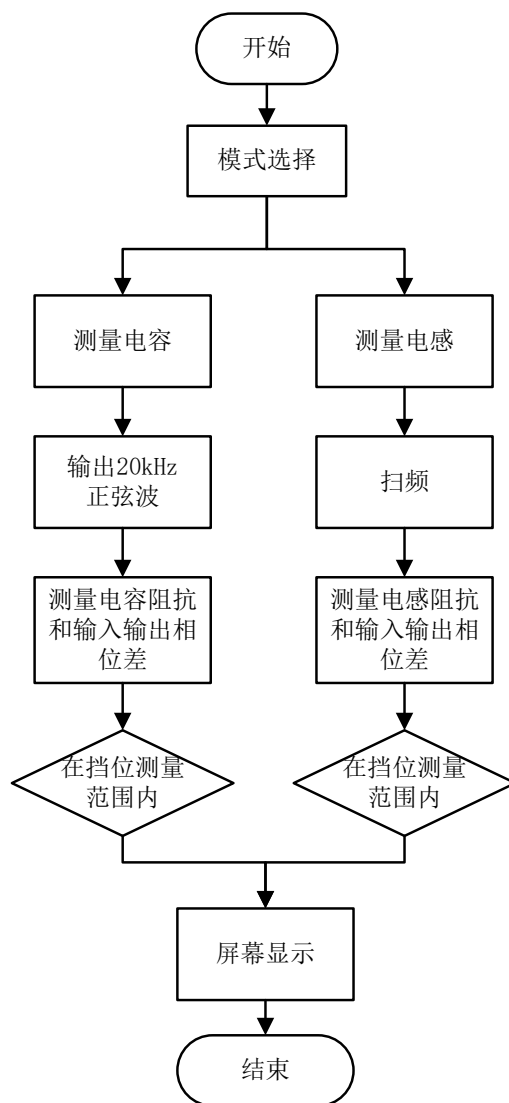 开始
模式选择
测量电容
测量电感
输出20kHz
正弦波
扫频
测量电容阻抗
和输入输出相
位差
测量电感阻抗
和输入输出相
位差
在挡位测量
范围内
在挡位测量
范围内
屏幕显示
结束